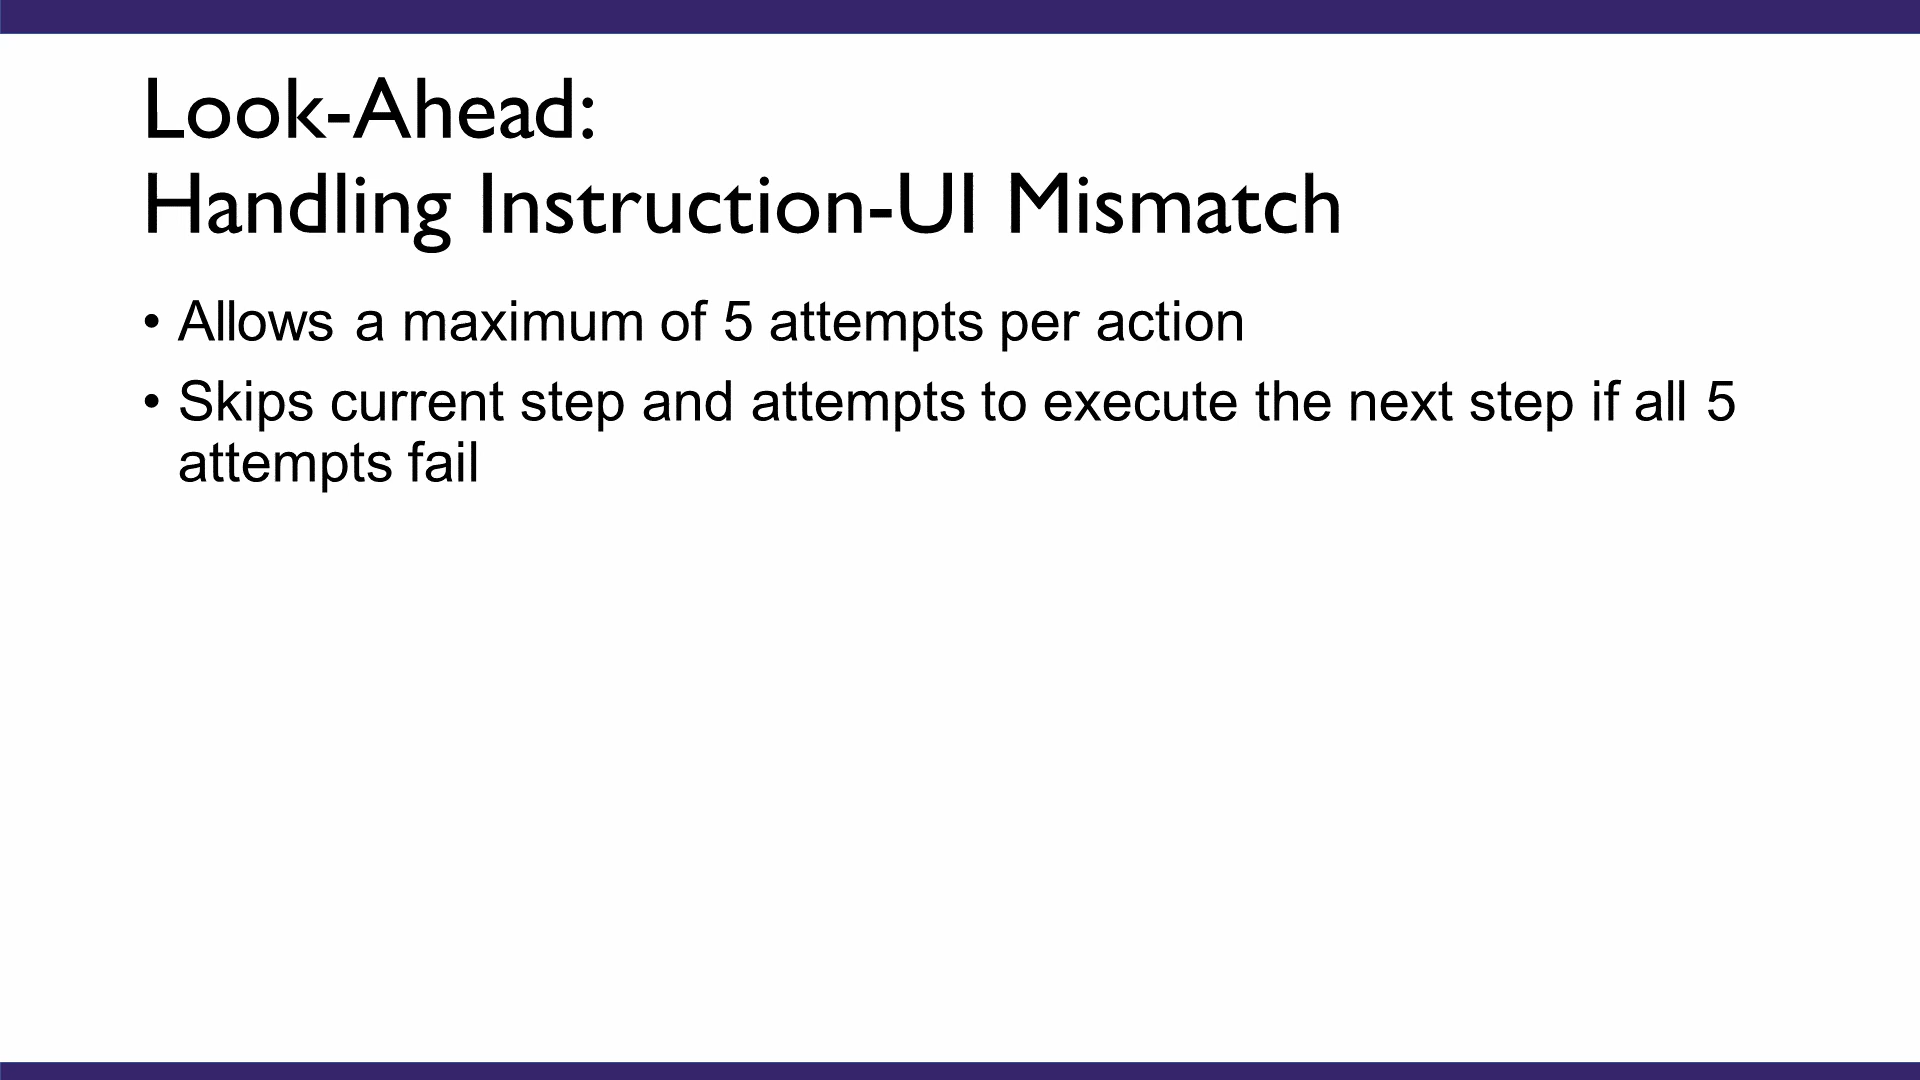 Look-Ahead:
Handling Instruction-UI Mismatch
• Allows a maximum of 5 attempts per action
• Skips current step and attempts to execute the next step if all 5
attempts fail